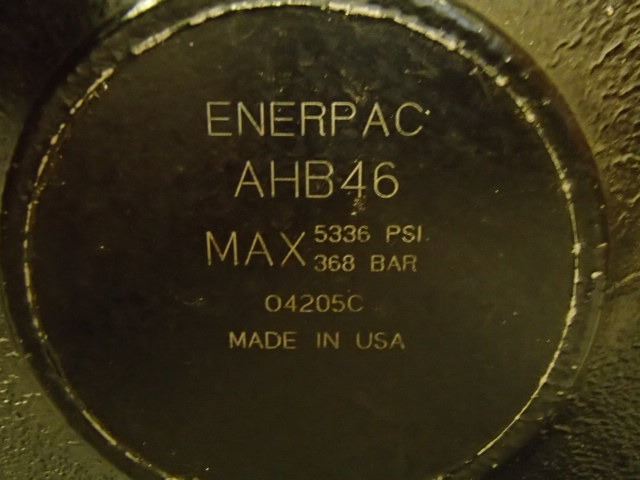 ENERPAC
AHB46
MAX 5336 PSI.
368 BAR
04205C
MADE IN USA